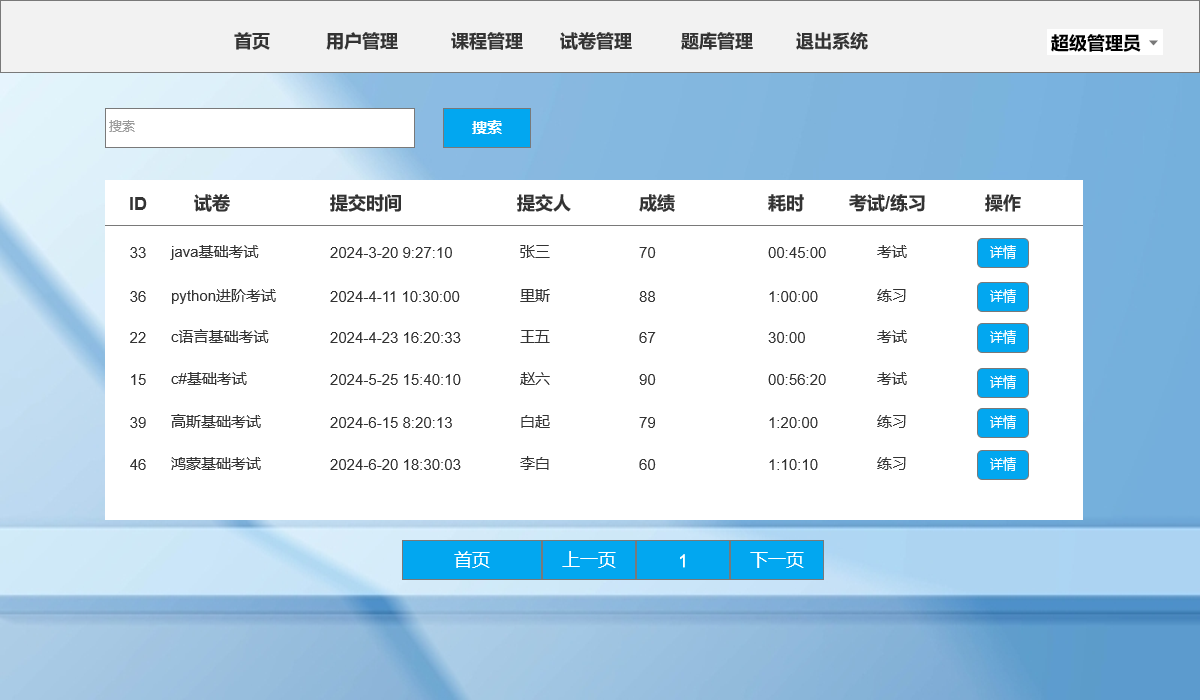 首页 用户管理 课程管理 试卷管理 题库管理 退出系统 超级管理员
搜索 搜索
ID 试卷 提交时间 提交人 成绩 耗时 考试/练习 操作
33 java基础考试 2024-3-20 9:27:10 张三 70 00:45:00 考试 详情
36 python进阶考试 2024-4-11 10:30:00 里斯 88 1:00:00 练习 详情
22 c语言基础考试 2024-4-23 16:20:33 王五 67 30:00 考试 详情
15 c#基础考试 2024-5-25 15:40:10 赵六 90 00:56:20 考试 详情
39 高斯基础考试 2024-6-15 8:20:13 白起 79 1:20:00 练习 详情
46 鸿蒙基础考试 2024-6-20 18:30:03 李白 60 1:10:10 练习 详情
首页 上一页 1 下一页